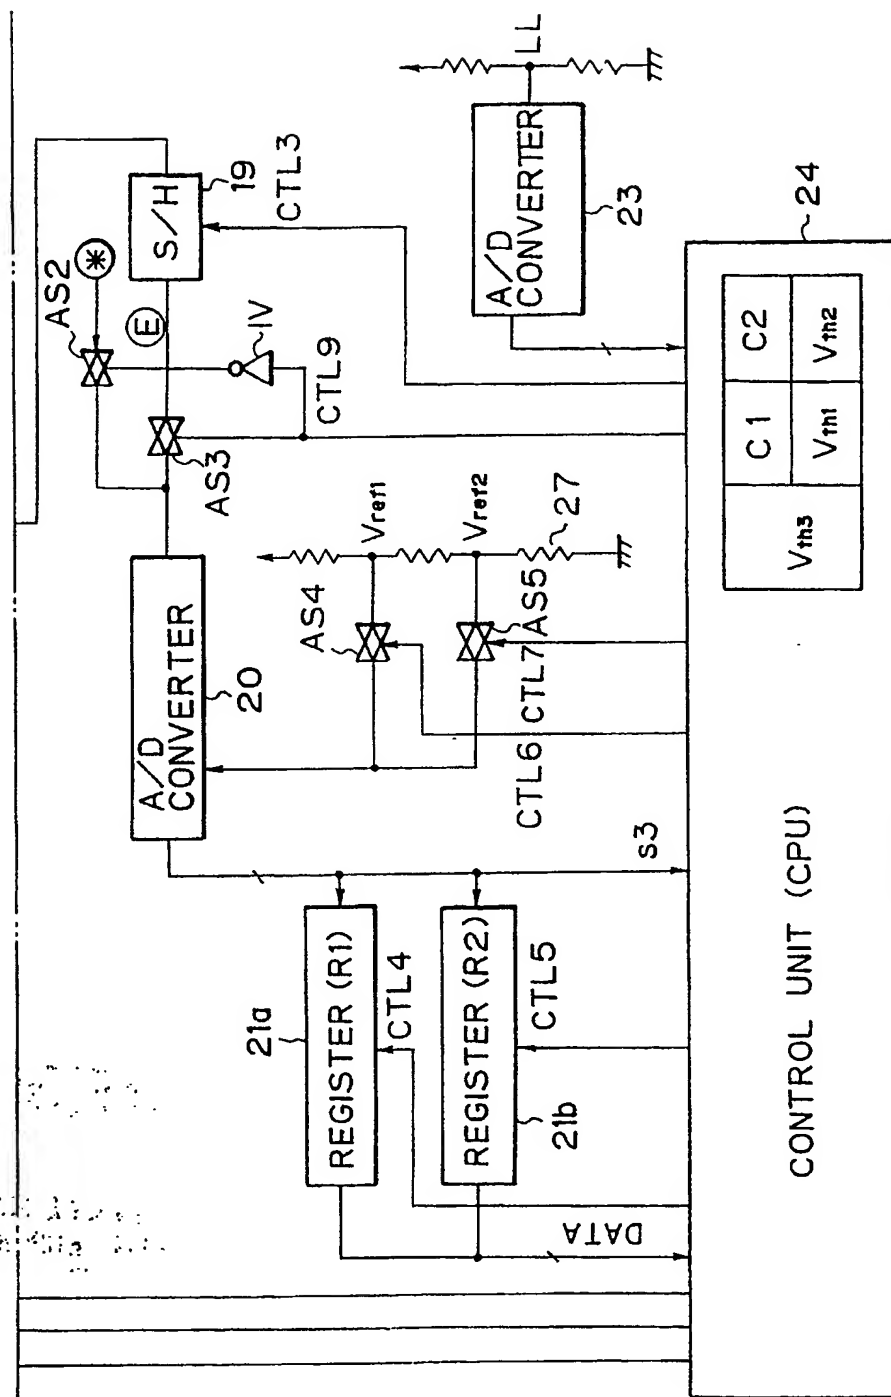 AS2
*
E
S/H
19
CTL3
LL
IV
CTL9
AS3
A/D
CONVERTER
20
A/D
CONVERTER
23
Vref1
Vref2
27
AS4
AS5
CTL6
CTL7
REGISTER (R1)
21a
CTL4
REGISTER (R2)
21b
CTL5
s3
DATA
24
CONTROL UNIT (CPU)
Vth3
C1
C2
Vth1
Vth2